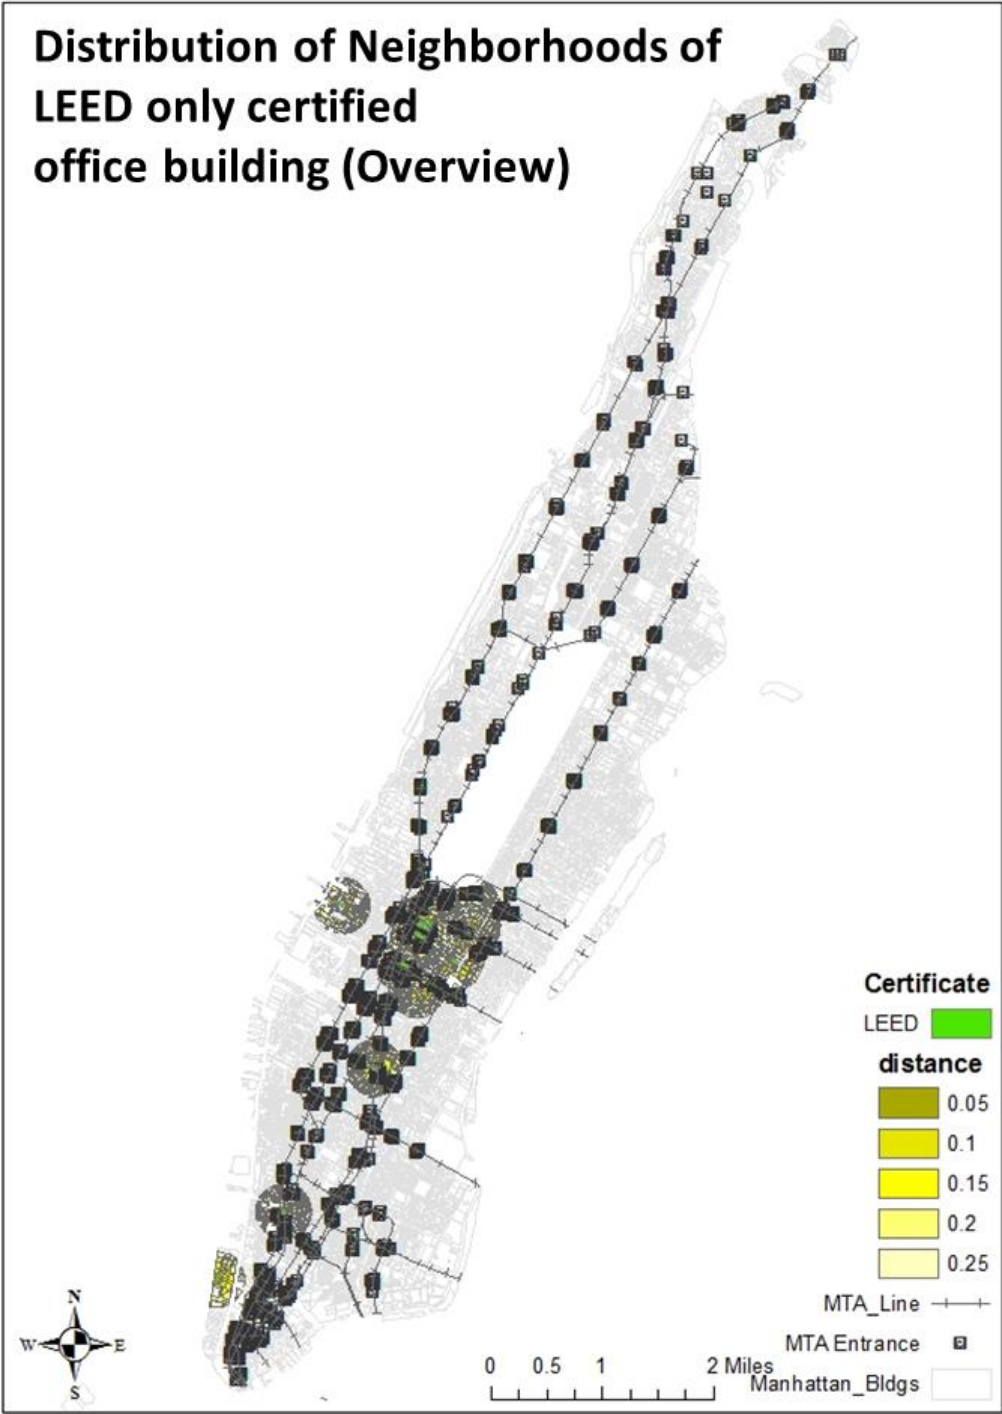 Distribution of Neighborhoods of
LEED only certified
office building (Overview)
Certificate
LEED
distance
0.05
0.1
0.15
0.2
0.25
MTA_Line
MTA Entrance
Manhattan_Bldgs
N
W E
S
0 0.5 1 2 Miles